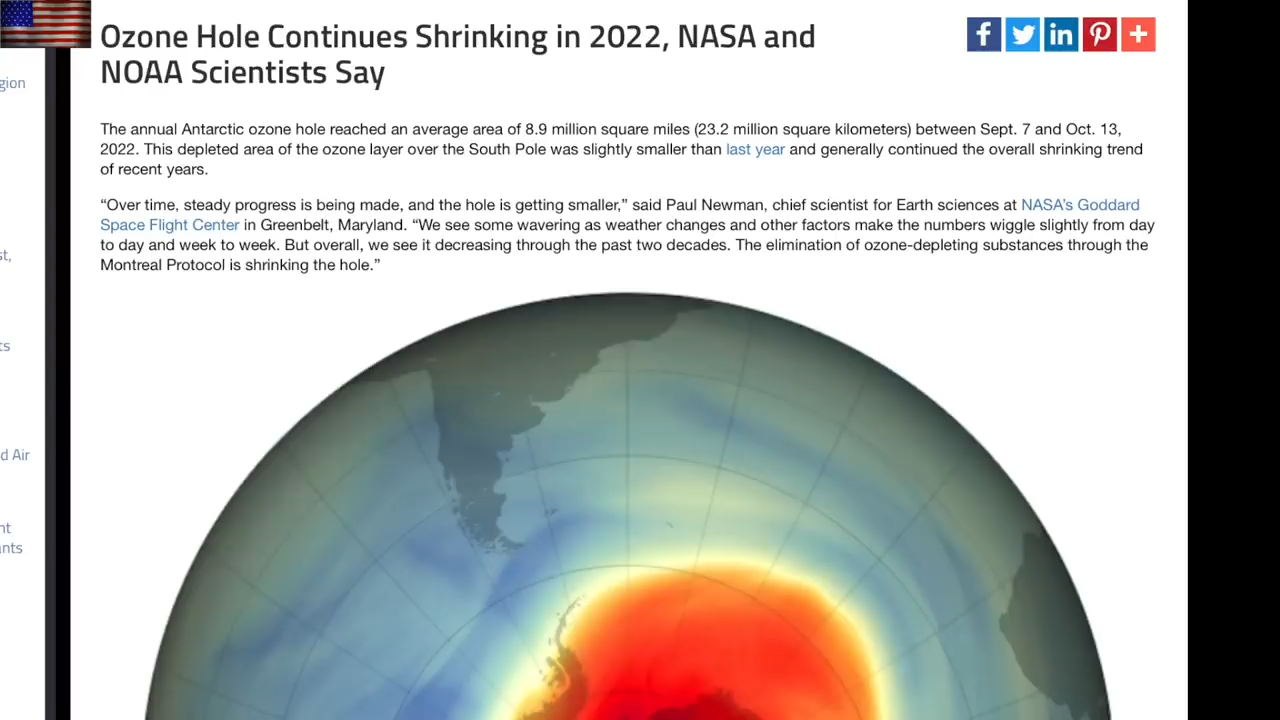 Ozone Hole Continues Shrinking in 2022, NASA and
NOAA Scientists Say
gion
The annual Antarctic ozone hole reached an average area of 8.9 million square miles (23.2 million square kilometers) between Sept. 7 and Oct. 13,
2022. This depleted area of the ozone layer over the South Pole was slightly smaller than last year and generally continued the overall shrinking trend
of recent years.
“Over time, steady progress is being made, and the hole is getting smaller,” said Paul Newman, chief scientist for Earth sciences at NASA’s Goddard
Space Flight Center in Greenbelt, Maryland. “We see some wavering as weather changes and other factors make the numbers wiggle slightly from day
to day and week to week. But overall, we see it decreasing through the past two decades. The elimination of ozone-depleting substances through the
Montreal Protocol is shrinking the hole.”
st,
ts
d Air
nt
ants